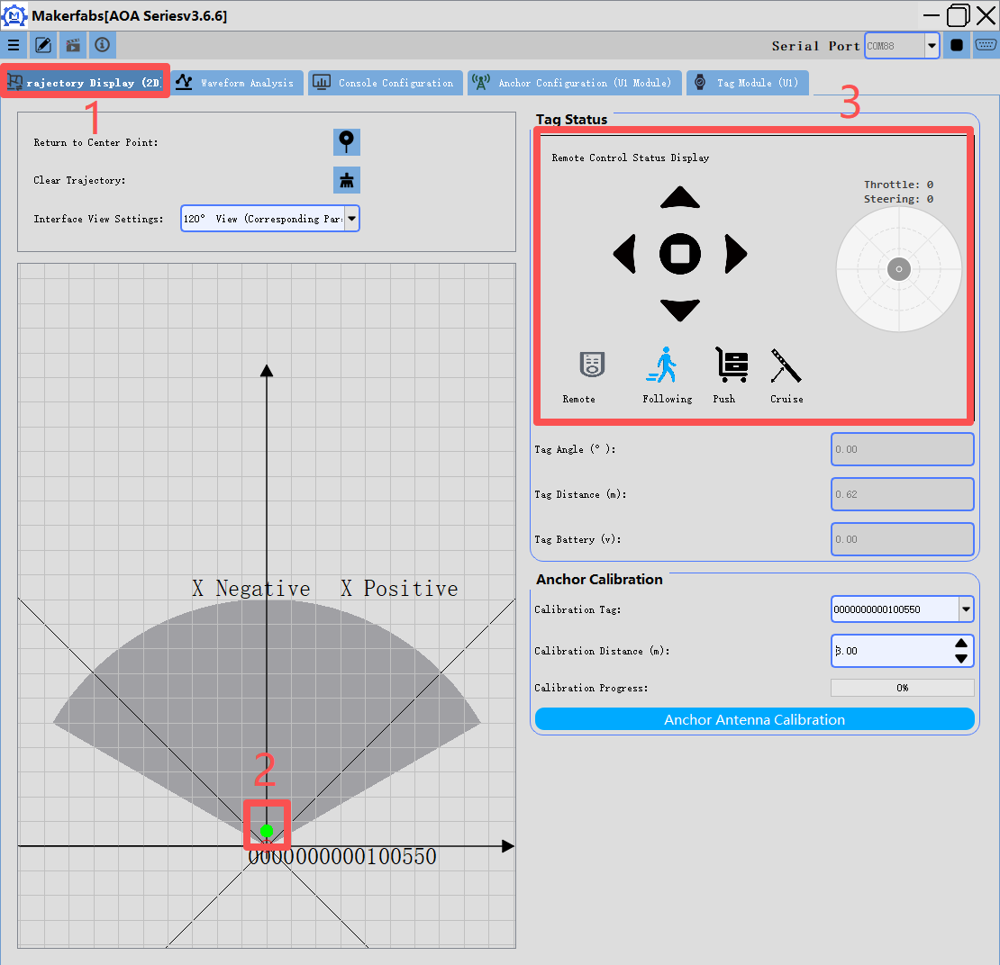 Makerfabs[AOA Seriesv3.6.6]
Serial Port COM88
rajectory Display (2D) Waveform Analysis Console Configuration Anchor Configuration (U1 Module) Tag Module (U1)
1
3
Return to Center Point:
Clear Trajectory:
Interface View Settings: 120° View (Corresponding Par
X Negative X Positive
2
0000000000100550
Tag Status
Remote Control Status Display
Throttle: 0
Steering: 0
Remote Following Push Cruise
Tag Angle (° ): 0.00
Tag Distance (m): 0.62
Tag Battery (v): 0.00
Anchor Calibration
Calibration Tag: 0000000000100550
Calibration Distance (m): 3.00
Calibration Progress: 0%
Anchor Antenna Calibration